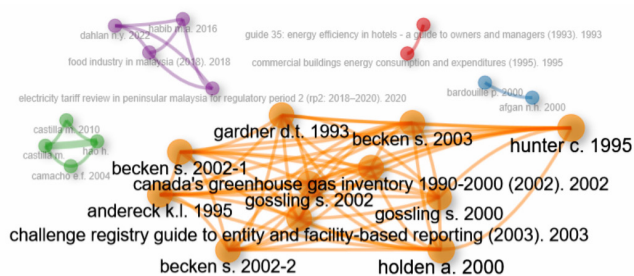 habib m.a. 2016
dahlan n.y. 2022
guide 35: energy efficiency in hotels - a guide to owners and managers (1993). 1993
food industry in malaysia (2018). 2018
commercial buildings energy consumption and expenditures (1995). 1995
bardouille p. 2000
electricity tariff review in peninsular malaysia for regulatory period 2 (rp2: 2018–2020). 2020
afgan n.h. 2000
castilla m. 2010
gardner d.t. 1993
becken s. 2003
hunter c. 1995
castilla m.
hao h.
becken s. 2002-1
camacho e.f. 2004
canada's greenhouse gas inventory 1990-2000 (2002). 2002
gossling s. 2002
andereck k.l. 1995
gossling s. 2000
challenge registry guide to entity and facility-based reporting (2003). 2003
becken s. 2002-2
holden a. 2000